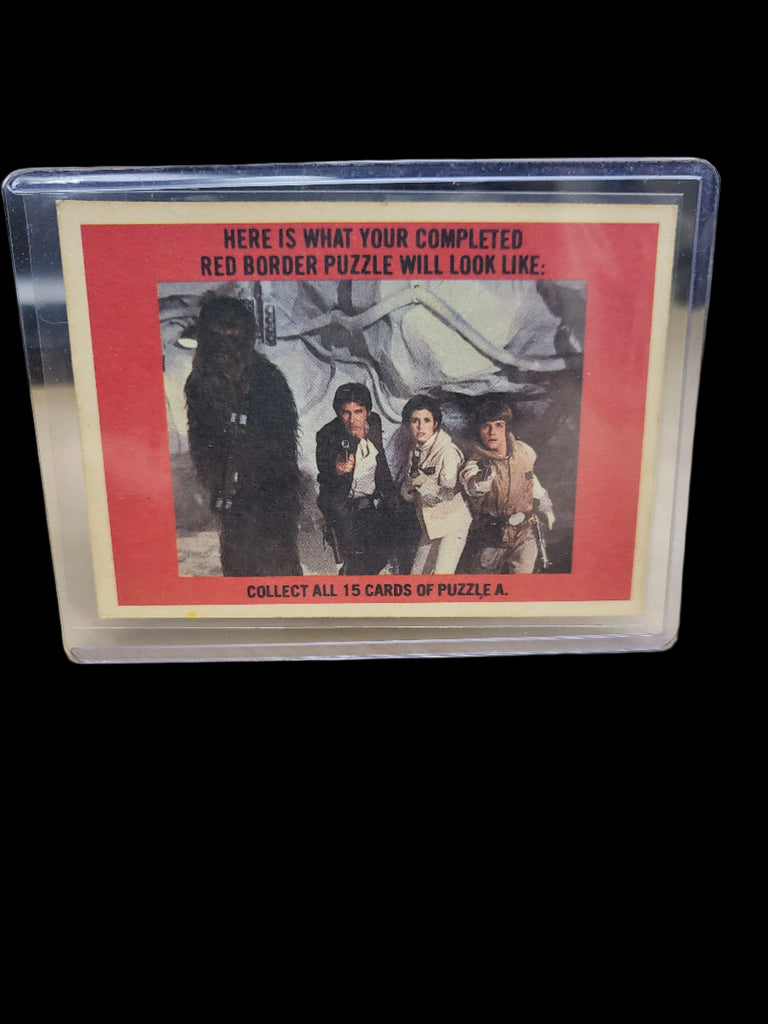 HERE IS WHAT YOUR COMPLETED
RED BORDER PUZZLE WILL LOOK LIKE:
COLLECT ALL 15 CARDS OF PUZZLE A.